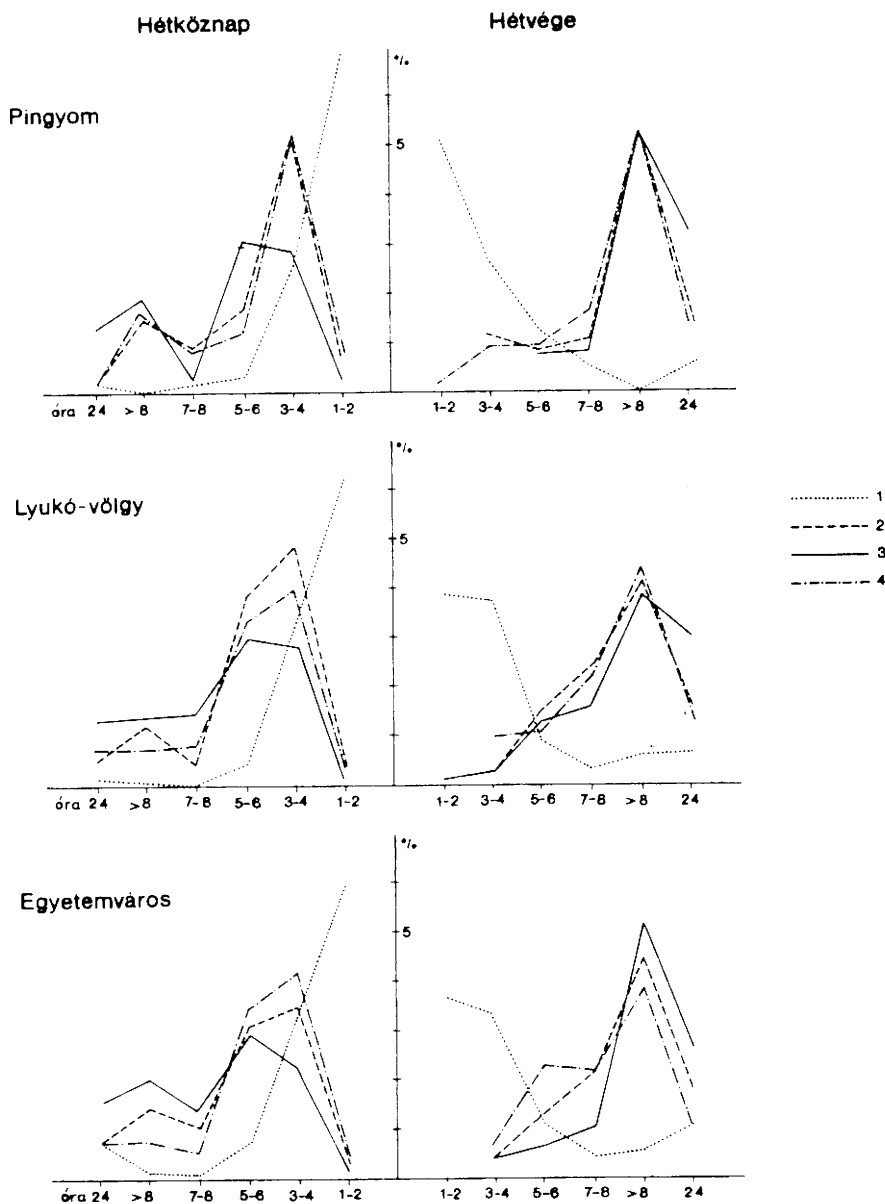 Hétköznap Hétvége
Pingyom
%
5
óra 24 >8 7-8 5-6 3-4 1-2
1-2 3-4 5-6 7-8 >8 24
Lyukó-völgy
%
5
óra 24 >8 7-8 5-6 3-4 1-2
1-2 3-4 5-6 7-8 >8 24
1
2
3
4
Egyetemváros
%
5
óra 24 >8 7-8 5-6 3-4 1-2
1-2 3-4 5-6 7-8 >8 24